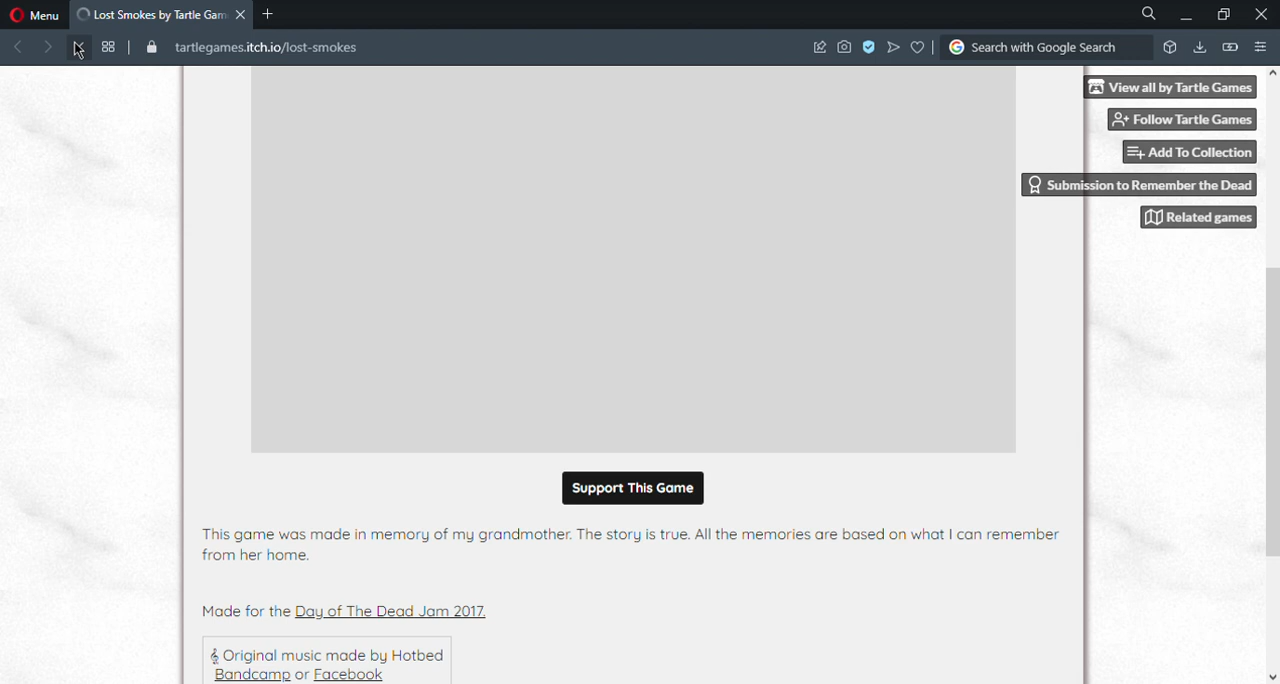 Menu
Lost Smokes by Tartle Gam
tartlegames.itch.io/lost-smokes
Search with Google Search
View all by Tartle Games
Follow Tartle Games
Add To Collection
Submission to Remember the Dead
Related games
Support This Game
This game was made in memory of my grandmother. The story is true. All the memories are based on what I can remember
from her home.
Made for the Day of The Dead Jam 2017.
Original music made by Hotbed
Bandcamp or Facebook